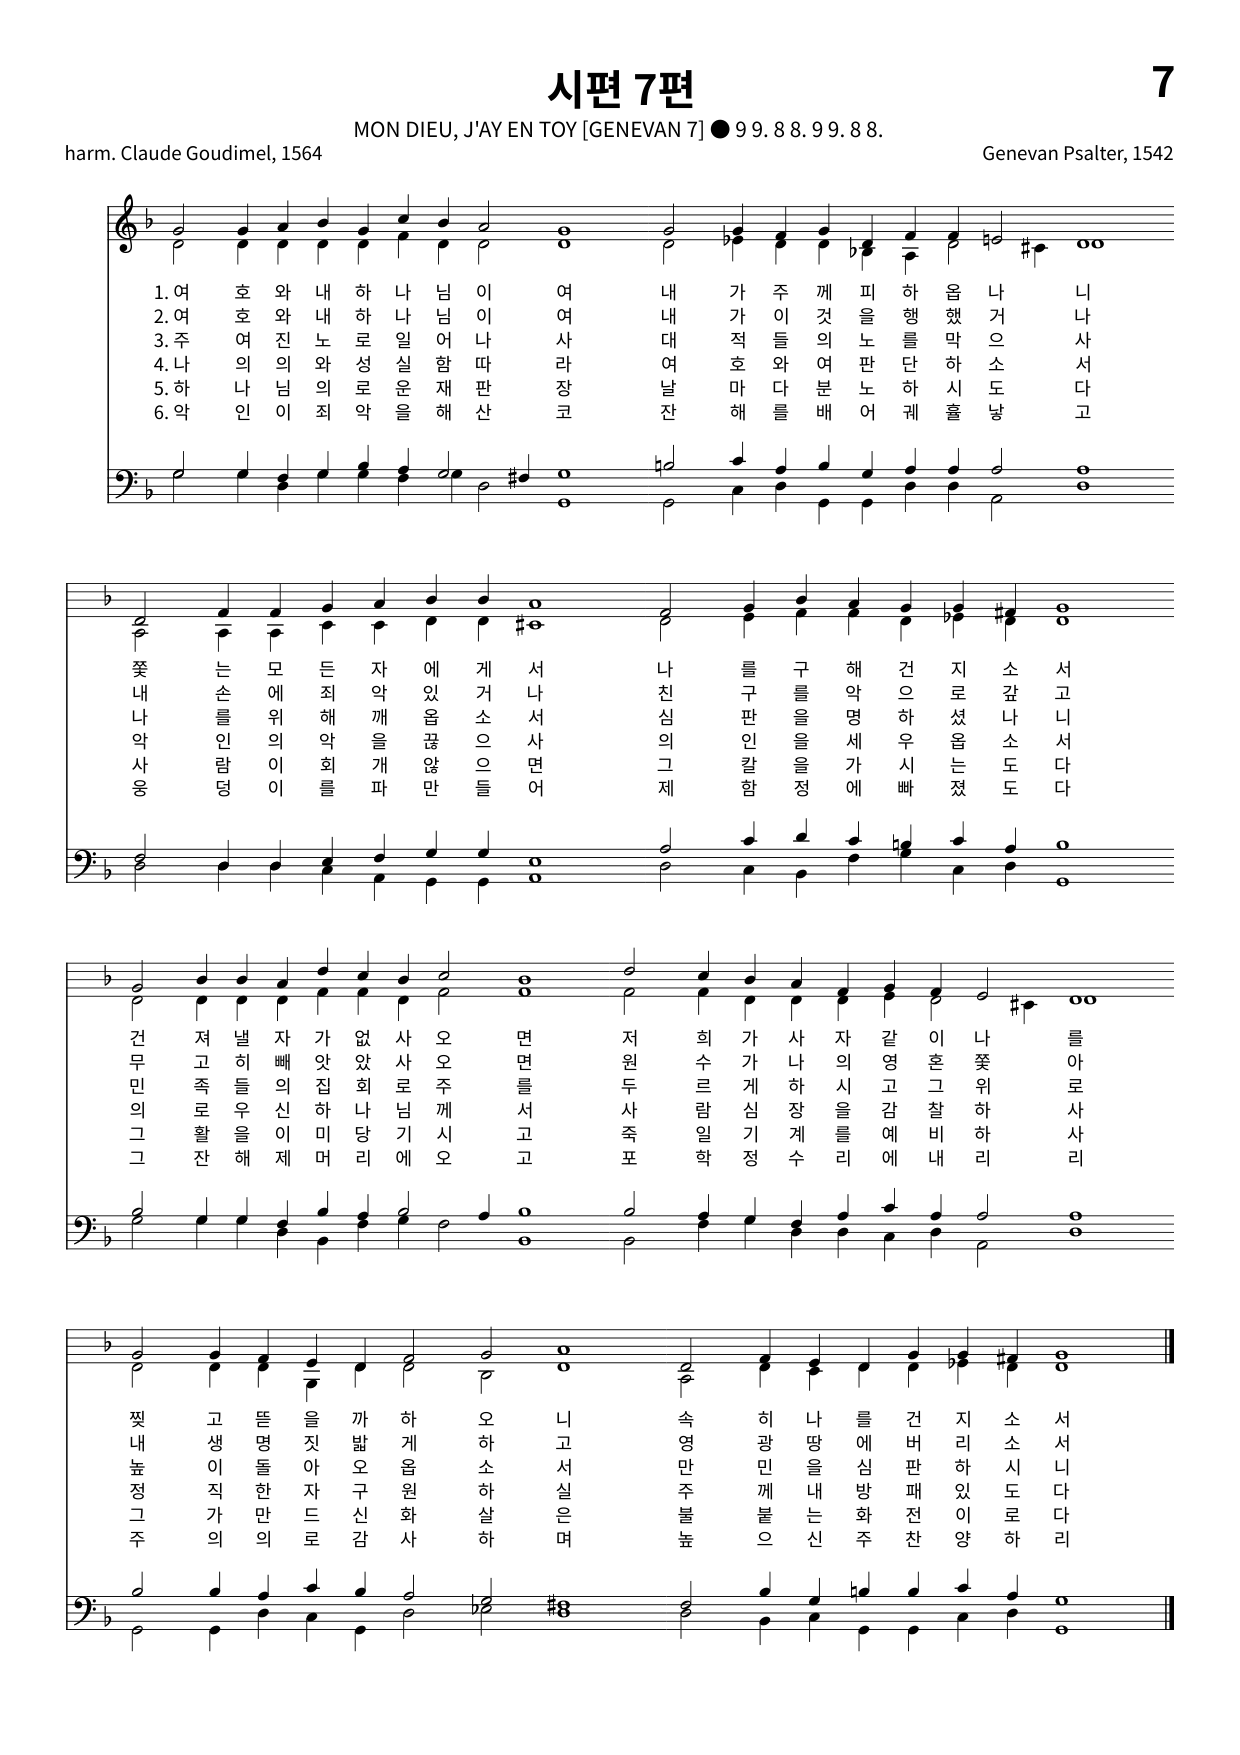 시편 7편
7
MON DIEU, J'AY EN TOY [GENEVAN 7] ● 9 9. 8 8. 9 9. 8 8.
harm. Claude Goudimel, 1564
Genevan Psalter, 1542
1. 여 호 와 내 하 나 님 이 여 내 가 주 께 피 하 옵 나 니
2. 여 호 와 내 하 나 님 이 여 내 가 이 것 을 행 했 거 나
3. 주 여 진 노 로 일 어 나 사 대 적 들 의 노 를 막 으 사
4. 나 의 의 와 성 실 함 따 라 여 호 와 여 판 단 하 소 서
5. 하 나 님 의 로 운 재 판 장 날 마 다 분 노 하 시 도 다
6. 악 인 이 죄 악 을 해 산 코 잔 해 를 배 어 궤 휼 낳 고
쫓 는 모 든 자 에 게 서 나 를 구 해 건 지 소 서
내 손 에 죄 악 있 거 나 친 구 를 악 으 로 갚 고
나 를 위 해 깨 옵 소 서 심 판 을 명 하 셨 나 니
악 인 의 악 을 끊 으 사 의 인 을 세 우 옵 소 서
사 람 이 회 개 않 으 면 그 칼 을 가 시 는 도 다
웅 덩 이 를 파 만 들 어 제 함 정 에 빠 졌 도 다
건 져 낼 자 가 없 사 오 면 저 희 가 사 자 같 이 나 를
무 고 히 빼 앗 았 사 오 면 원 수 가 나 의 영 혼 쫓 아
민 족 들 의 집 회 로 주 를 두 르 게 하 시 고 그 위 로
의 로 우 신 하 나 님 께 서 사 람 심 장 을 감 찰 하 사
그 활 을 이 미 당 기 시 고 죽 일 기 계 를 예 비 하 사
그 잔 해 제 머 리 에 오 고 포 학 정 수 리 에 내 리 리
찢 고 뜯 을 까 하 오 니 속 히 나 를 건 지 소 서
내 생 명 짓 밟 게 하 고 영 광 땅 에 버 리 소 서
높 이 돌 아 오 옵 소 서 만 민 을 심 판 하 시 니
정 직 한 자 구 원 하 실 주 께 내 방 패 있 도 다
그 가 만 드 신 화 살 은 불 붙 는 화 전 이 로 다
주 의 의 로 감 사 하 며 높 으 신 주 찬 양 하 리